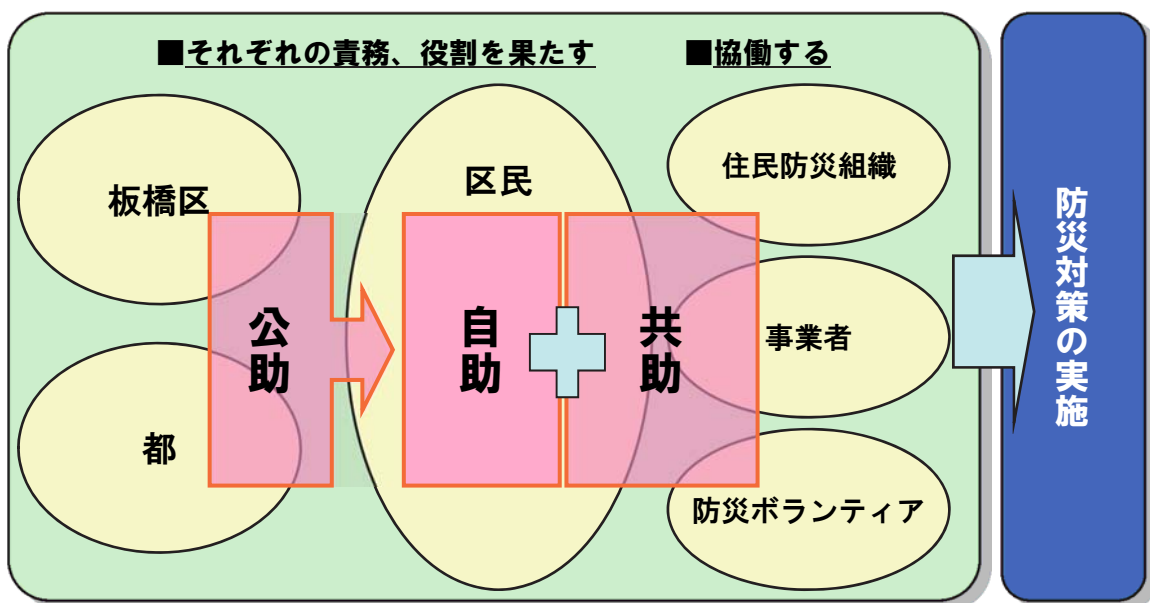 ■それぞれの責務、役割を果たす
■協働する
板橋区
都
公助
区民
自助
共助
住民防災組織
事業者
防災ボランティア
防災対策の実施